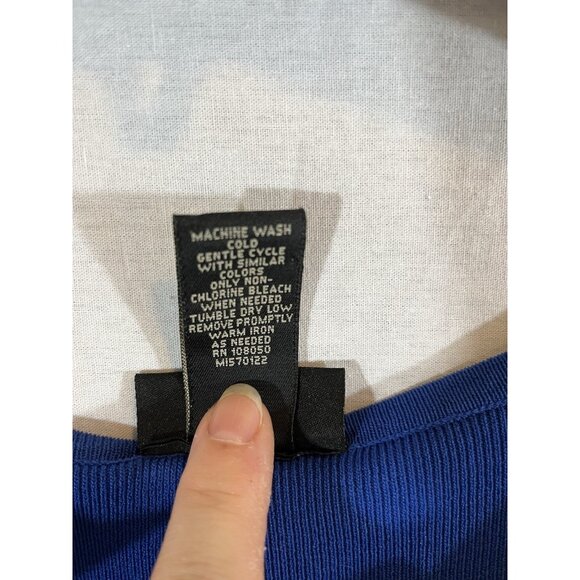 MACHINE WASH
COLD
GENTLE CYCLE
WITH SIMILAR
COLORS
ONLY NON-
CHLORINE BLEACH
WHEN NEEDED
TUMBLE DRY LOW
REMOVE PROMPTLY
WARM IRON
AS NEEDED
RN 108050
MI570122